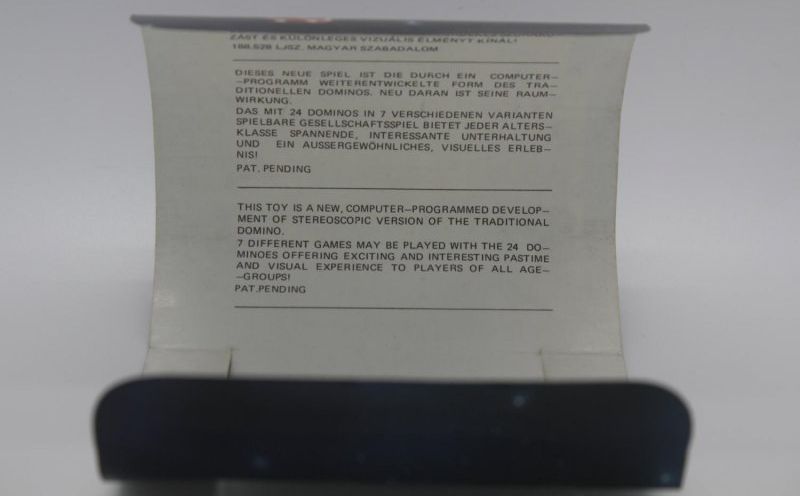 ZÁST ÉS KÜLÖNLEGES VIZUÁLIS ÉLMÉNYT KÍNÁL!
188.528 LJSZ. MAGYAR SZABADALOM
DIESES NEUE SPIEL IST DIE DURCH EIN COMPUTER—
—PROGRAMM WEITERENTWICKELTE FORM DES TRA—
DITIONELLEN DOMINOS. NEU DARAN IST SEINE RAUM—
WIRKUNG.
DAS MIT 24 DOMINOS IN 7 VERSCHIEDENEN VARIANTEN
SPIELBARE GESELLSCHAFTSSPIEL BIETET JEDER ALTERS—
KLASSE SPANNENDE, INTERESSANTE UNTERHALTUNG
UND EIN AUSSERGEWÖHNLICHES, VISUELLES ERLEB—
NIS!
PAT. PENDING
THIS TOY IS A NEW, COMPUTER—PROGRAMMED DEVELOP—
MENT OF STEREOSCOPIC VERSION OF THE TRADITIONAL
DOMINO.
7 DIFFERENT GAMES MAY BE PLAYED WITH THE 24 DO—
MINOES OFFERING EXCITING AND INTERESTING PASTIME
AND VISUAL EXPERIENCE TO PLAYERS OF ALL AGE—
—GROUPS!
PAT.PENDING